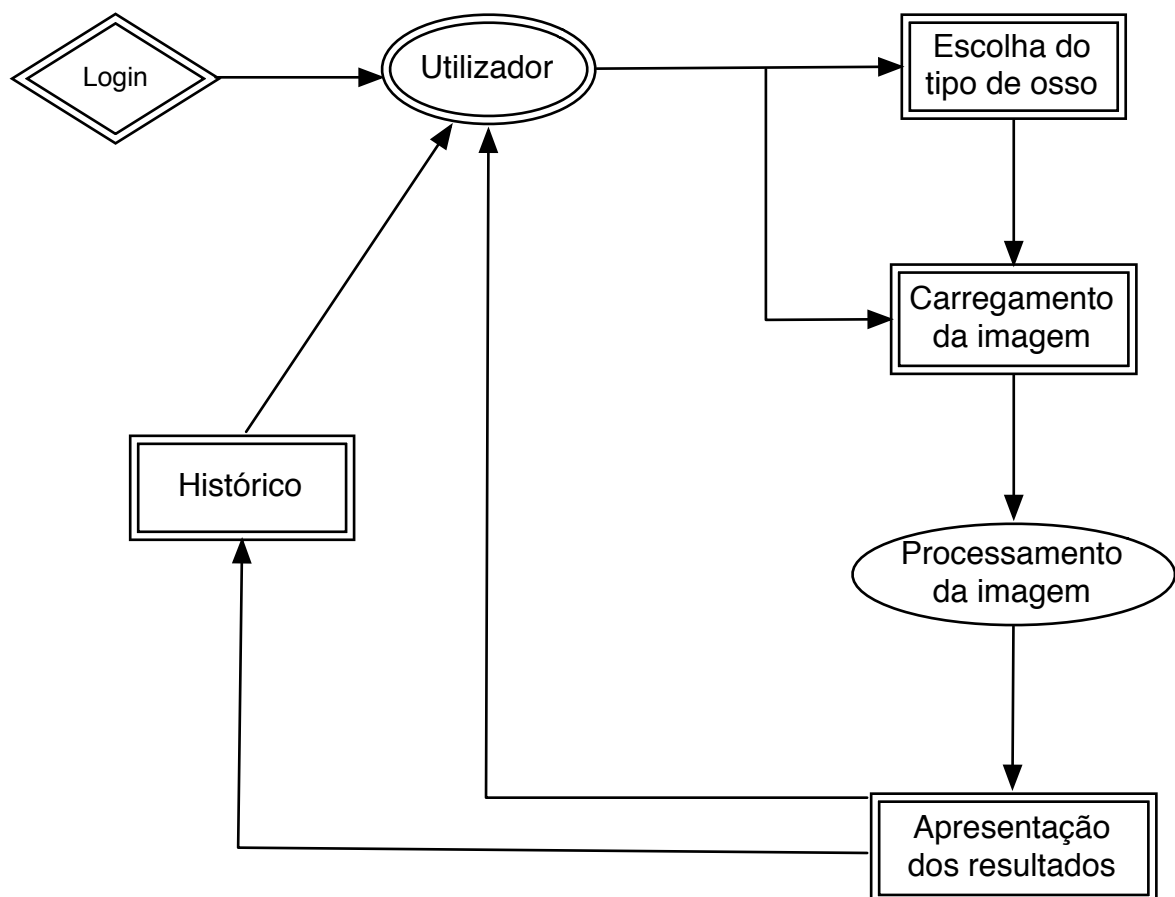 Login
Utilizador
Escolha do
tipo de osso
Carregamento
da imagem
Histórico
Processamento
da imagem
Apresentação
dos resultados